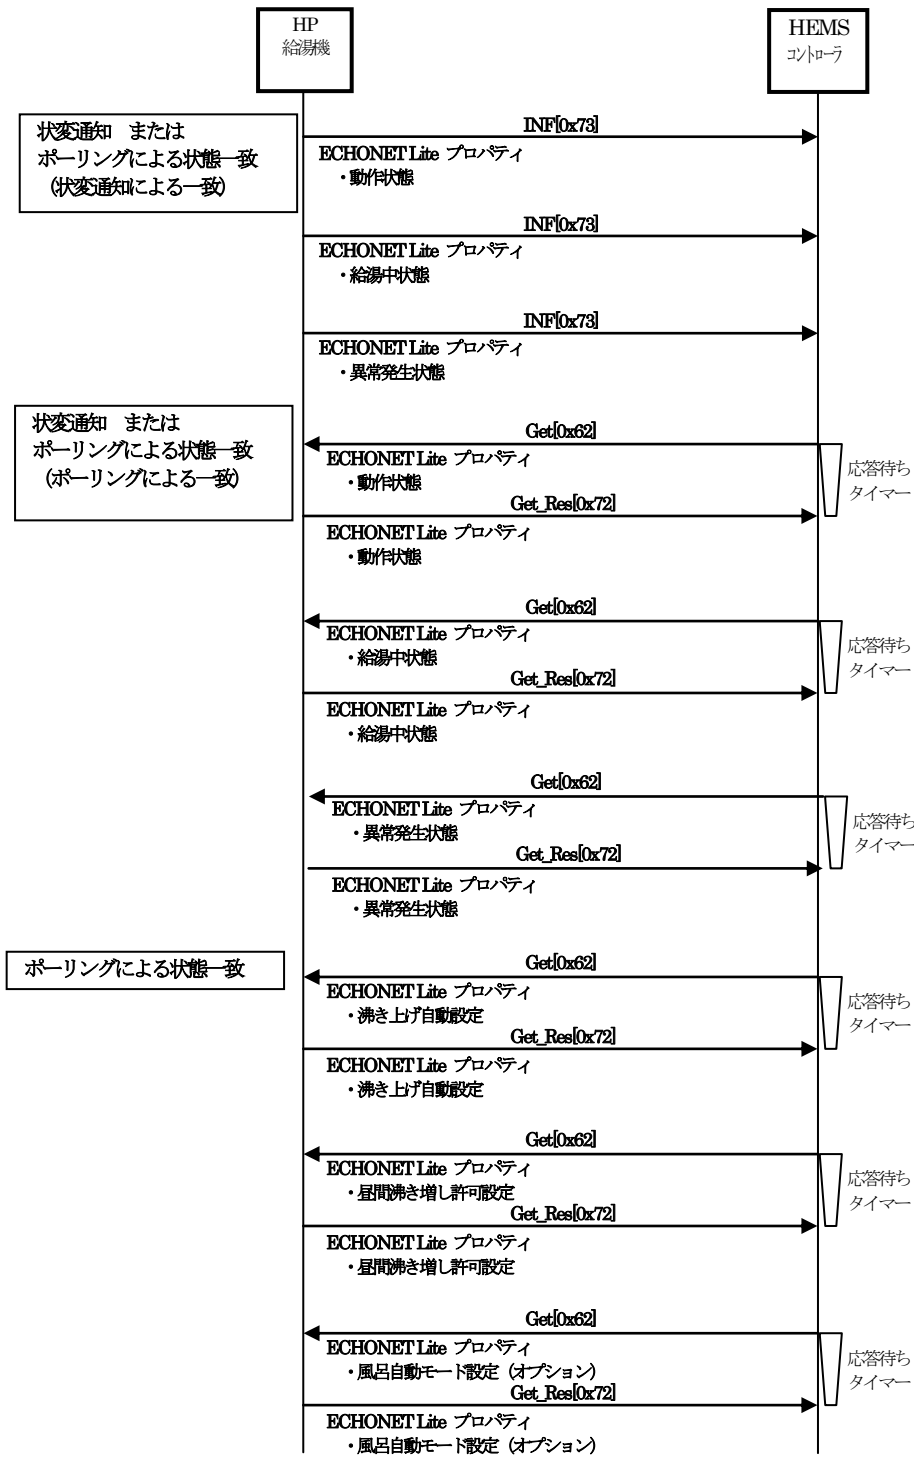 HP
給湯機
HEMS
コントローラ
状変通知　または
ポーリングによる状態一致
（状変通知による一致）
INF[0x73]
ECHONET Lite プロパティ
・動作状態
INF[0x73]
ECHONET Lite プロパティ
・給湯中状態
INF[0x73]
ECHONET Lite プロパティ
・異常発生状態
状変通知　または
ポーリングによる状態一致
（ポーリングによる一致）
Get[0x62]
ECHONET Lite プロパティ
・動作状態
応答待ち
タイマー
Get_Res[0x72]
ECHONET Lite プロパティ
・動作状態
Get[0x62]
ECHONET Lite プロパティ
・給湯中状態
応答待ち
タイマー
Get_Res[0x72]
ECHONET Lite プロパティ
・給湯中状態
Get[0x62]
ECHONET Lite プロパティ
・異常発生状態
応答待ち
タイマー
Get_Res[0x72]
ECHONET Lite プロパティ
・異常発生状態
ポーリングによる状態一致
Get[0x62]
ECHONET Lite プロパティ
・沸き上げ自動設定
応答待ち
タイマー
Get_Res[0x72]
ECHONET Lite プロパティ
・沸き上げ自動設定
Get[0x62]
ECHONET Lite プロパティ
・昼間沸き増し許可設定
応答待ち
タイマー
Get_Res[0x72]
ECHONET Lite プロパティ
・昼間沸き増し許可設定
Get[0x62]
ECHONET Lite プロパティ
・風呂自動モード設定（オプション）
応答待ち
タイマー
Get_Res[0x72]
ECHONET Lite プロパティ
・風呂自動モード設定（オプション）